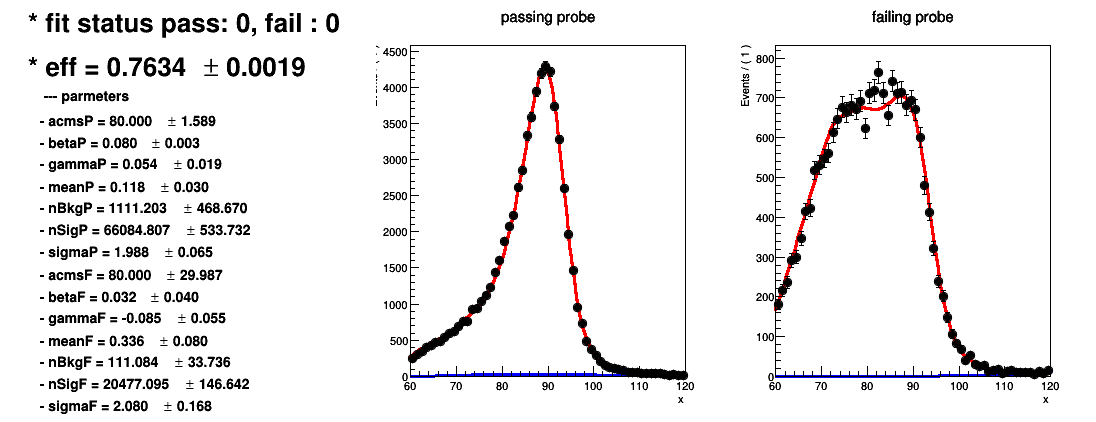 * fit status pass: 0, fail : 0
* eff = 0.7634 ± 0.0019
--- parmeters
- acmsP = 80.000 ± 1.589
- betaP = 0.080 ± 0.003
- gammaP = 0.054 ± 0.019
- meanP = 0.118 ± 0.030
- nBkgP = 1111.203 ± 468.670
- nSigP = 66084.807 ± 533.732
- sigmaP = 1.988 ± 0.065
- acmsF = 80.000 ± 29.987
- betaF = 0.032 ± 0.040
- gammaF = -0.085 ± 0.055
- meanF = 0.336 ± 0.080
- nBkgF = 111.084 ± 33.736
- nSigF = 20477.095 ± 146.642
- sigmaF = 2.080 ± 0.168
passing probe
4500
4000
3500
3000
2500
2000
1500
1000
500
0
60 70 80 90 100 110 120
x
failing probe
Events / ( 1 )
800
700
600
500
400
300
200
100
0
60 70 80 90 100 110 120
x